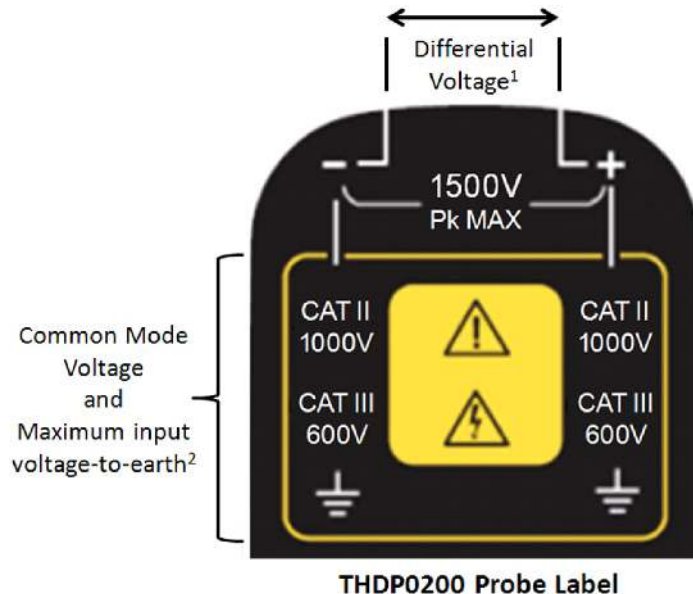 Differential
Voltage¹
- +
1500V
Pk MAX
CAT II
1000V
CAT III
600V
CAT II
1000V
CAT III
600V
Common Mode
Voltage
and
Maximum input
voltage-to-earth²
THDP0200 Probe Label